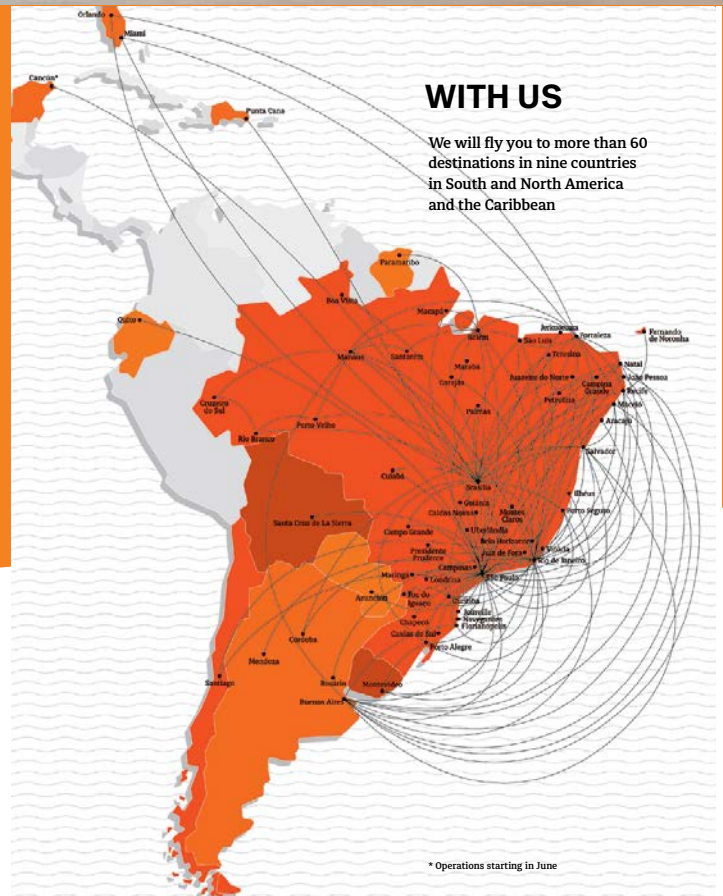 Orlando
Miami
Cancún*
Punta Cana
WITH US
We will fly you to more than 60
destinations in nine countries
in South and North America
and the Caribbean
Paramaribo
Boa Vista
Macapá
Quito
Belém
Jericoacoara
Fortaleza
São Luís
Fernando
de Noronha
Manaus
Santarém
Teresina
Marabá
Natal
Carajás
Juazeiro do Norte
Campina
Grande
João Pessoa
Recife
Petrolina
Maceió
Cruzeiro
do Sul
Palmas
Porto Velho
Aracaju
Rio Branco
Salvador
Cuiabá
Brasília
Ilhéus
Goiânia
Caldas Novas
Montes
Claros
Porto Seguro
Santa Cruz de La Sierra
Uberlândia
Campo Grande
Belo Horizonte
Vitória
Presidente
Prudente
Juiz de Fora
Rio de Janeiro
Campinas
São Paulo
Maringá
Londrina
Asuncion
Foz do
Iguaçu
Curitiba
Joinville
Navegantes
Florianópolis
Chapecó
Caxias do Sul
Porto Alegre
Córdoba
Mendoza
Santiago
Rosário
Montevideo
Buenos Aires
* Operations starting in June